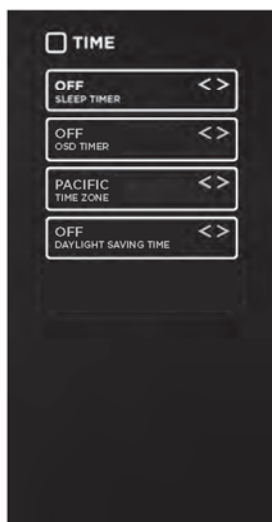 TIME
OFF < >
SLEEP TIMER
OFF < >
OSD TIMER
PACIFIC < >
TIME ZONE
OFF < >
DAYLIGHT SAVING TIME